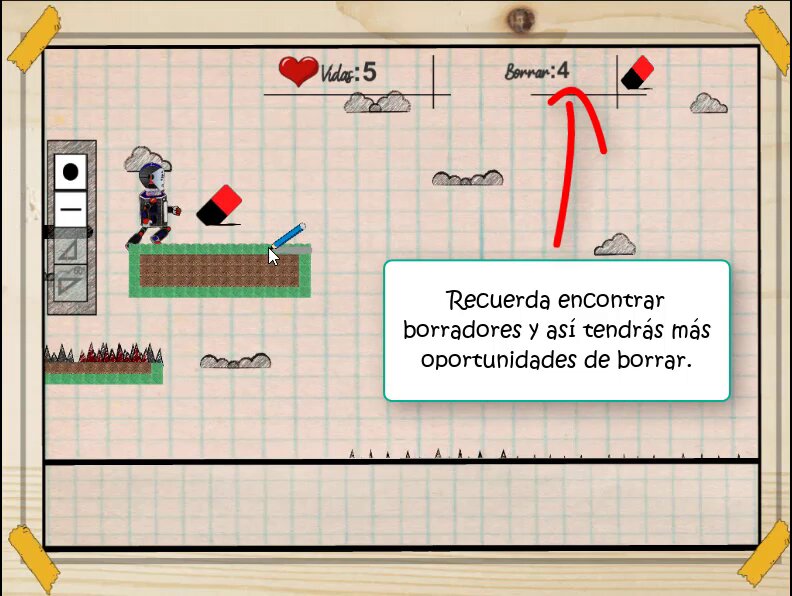 Vidas:5
Borrar:4
Recuerda encontrar
borradores y así tendrás más
oportunidades de borrar.